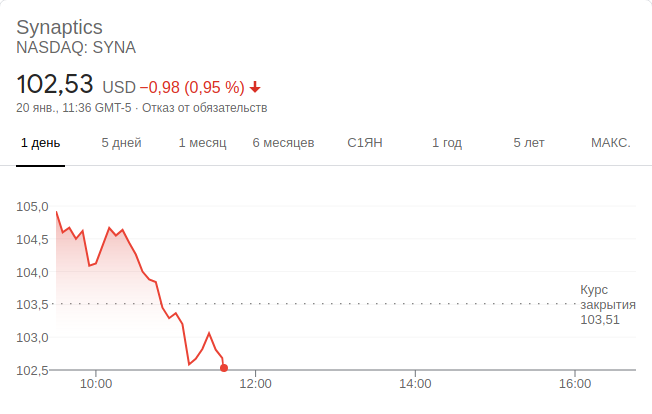 Synaptics
NASDAQ: SYNA
102,53 USD −0,98 (0,95 %)
20 янв., 11:36 GMT-5 · Отказ от обязательств
1 день 5 дней 1 месяц 6 месяцев С1ЯН 1 год 5 лет МАКС.
105,0
104,5
104,0
103,5
103,0
102,5
Курс
закрытия
103,51
10:00 12:00 14:00 16:00